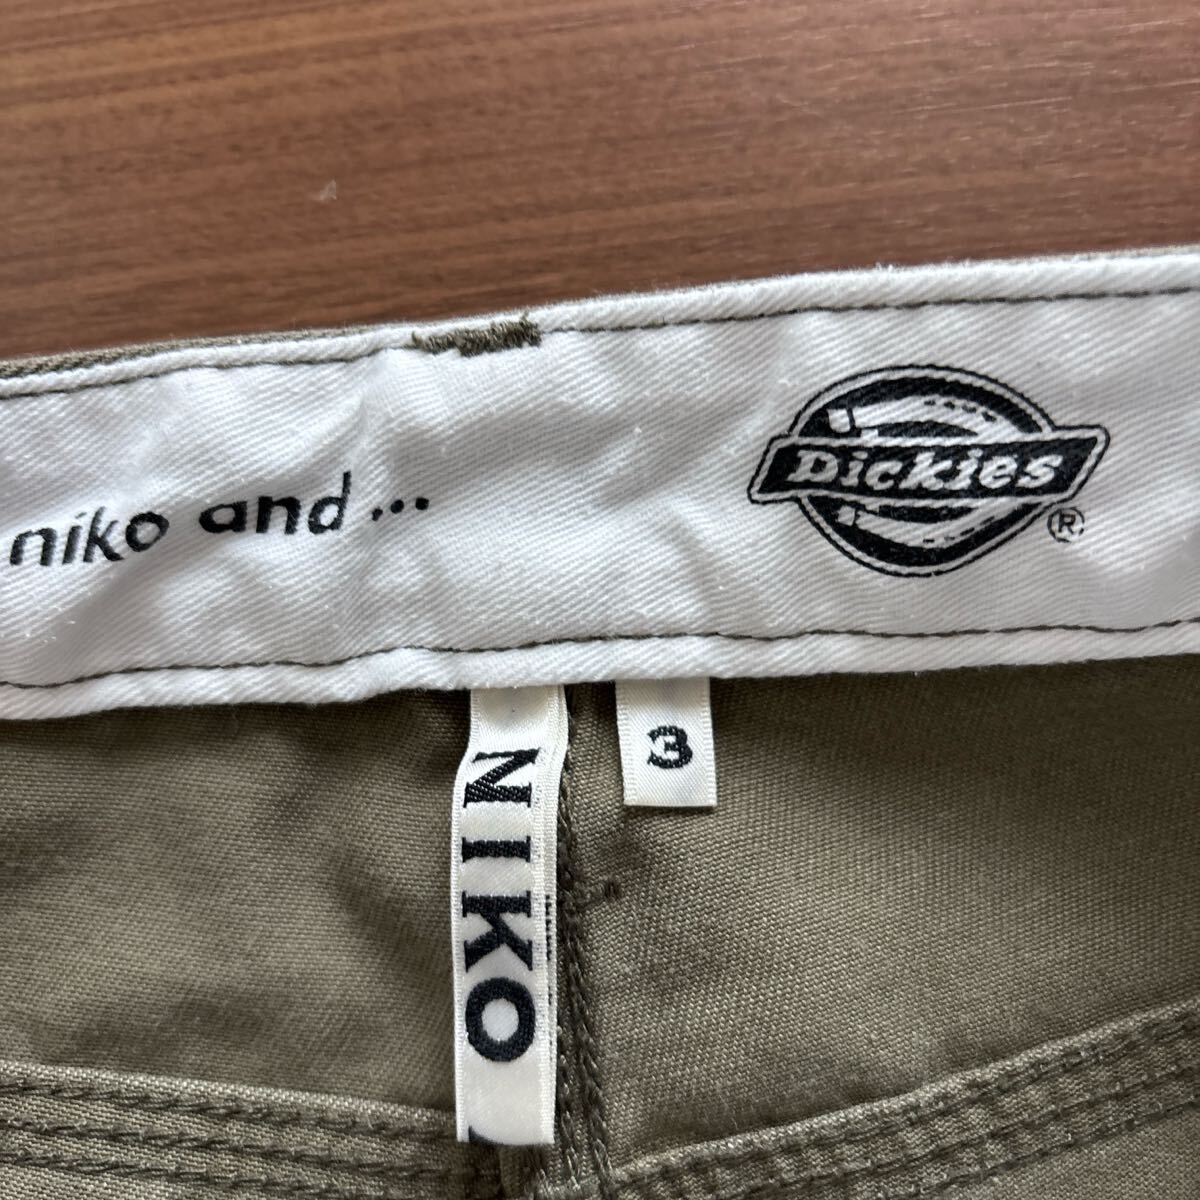 niko and ...
Dickies
®
3
NIKO